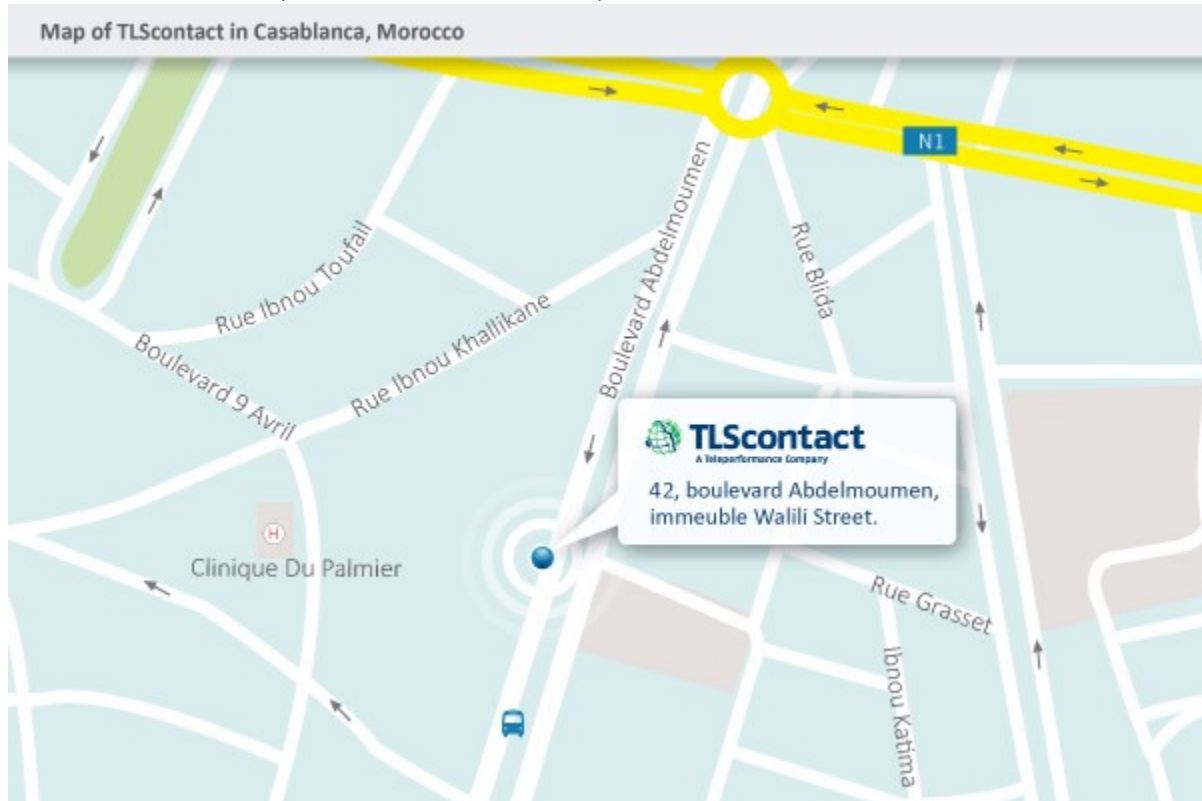 Map of TLScontact in Casablanca, Morocco
N1
Boulevard Abdelmoumen
Rue Blida
Rue Ibnou Toufail
Rue Ibnou Khallikane
Boulevard 9 Avril
TLScontact
A Teleperformance Company
42, boulevard Abdelmoumen,
immeuble Walili Street.
H
Clinique Du Palmier
Rue Grasset
Ibnou Katima